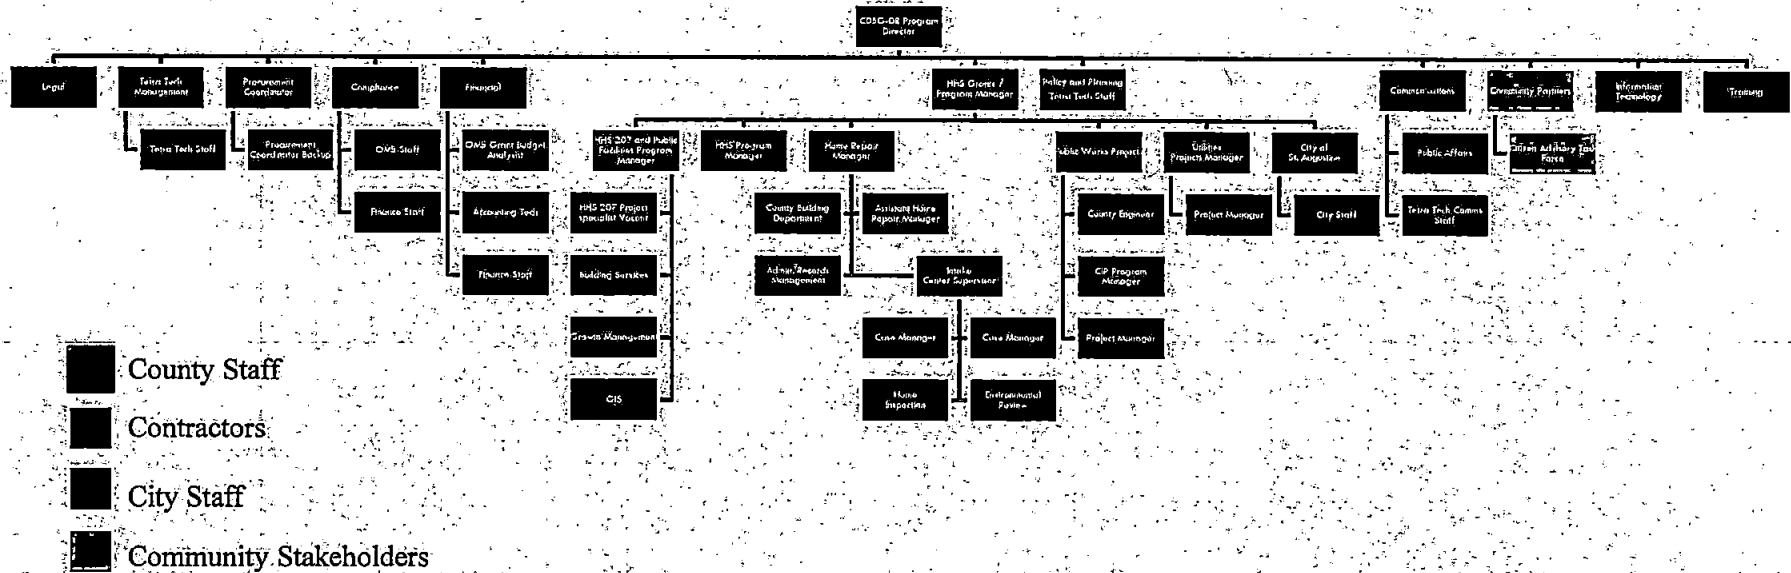 CDBG-DR Program
Director
Legal
Tetra Tech
Management
Procurement
Coordinator
Compliance
Financial
HHS Grants /
Program Manager
Policy and Planning
Tetra Tech Staff
Communications
Community Partners
Information
Technology
Training
Tetra Tech Staff
Procurement
Coordinator Backup
OMB Staff
OMB Grant Budget
Analyst
HHS 207 and Public
Facilities Program
Manager
HHS Program
Manager
Home Repair
Manager
Public Works Project
Utilities
Projects Manager
City of
St. Augustine
Public Affairs
Citizen Advisory Task
Force
Finance Staff
Accounting Tech
HHS 207 Project
specialist Vacant
County Building
Department
Assistant Home
Repair Manager
County Engineer
Project Manager
City Staff
Tetra Tech Comms
Staff
Finance Staff
Building Services
Admin/Records
Management
Intake
Center Supervisor
CIP Program
Manager
Growth Management
Case Manager
Case Manager
Project Manager
GIS
Home
Inspection
Environmental
Review
County Staff
Contractors
City Staff
Community Stakeholders